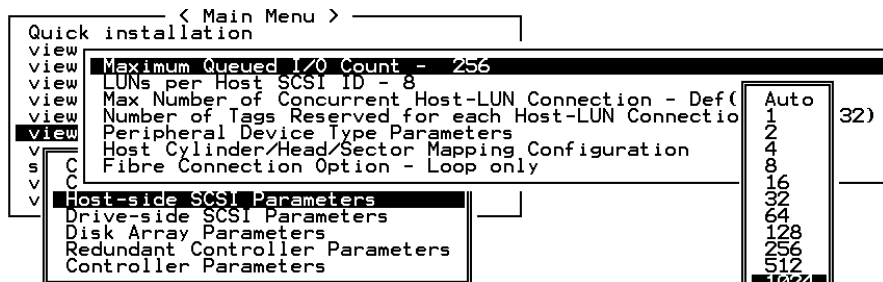 < Main Menu >
Quick installation
view
view Maximum Queued I/O Count - 256
view LUNs per Host SCSI ID - 8
view Max Number of Concurrent Host-LUN Connection - Def(
view Number of Tags Reserved for each Host-LUN Connectio 32)
view Peripheral Device Type Parameters
v Host Cylinder/Head/Sector Mapping Configuration
s C Fibre Connection Option - Loop only
v C
v Host-side SCSI Parameters
Drive-side SCSI Parameters
Disk Array Parameters
Redundant Controller Parameters
Controller Parameters
Auto
1
2
4
8
16
32
64
128
256
512
1024